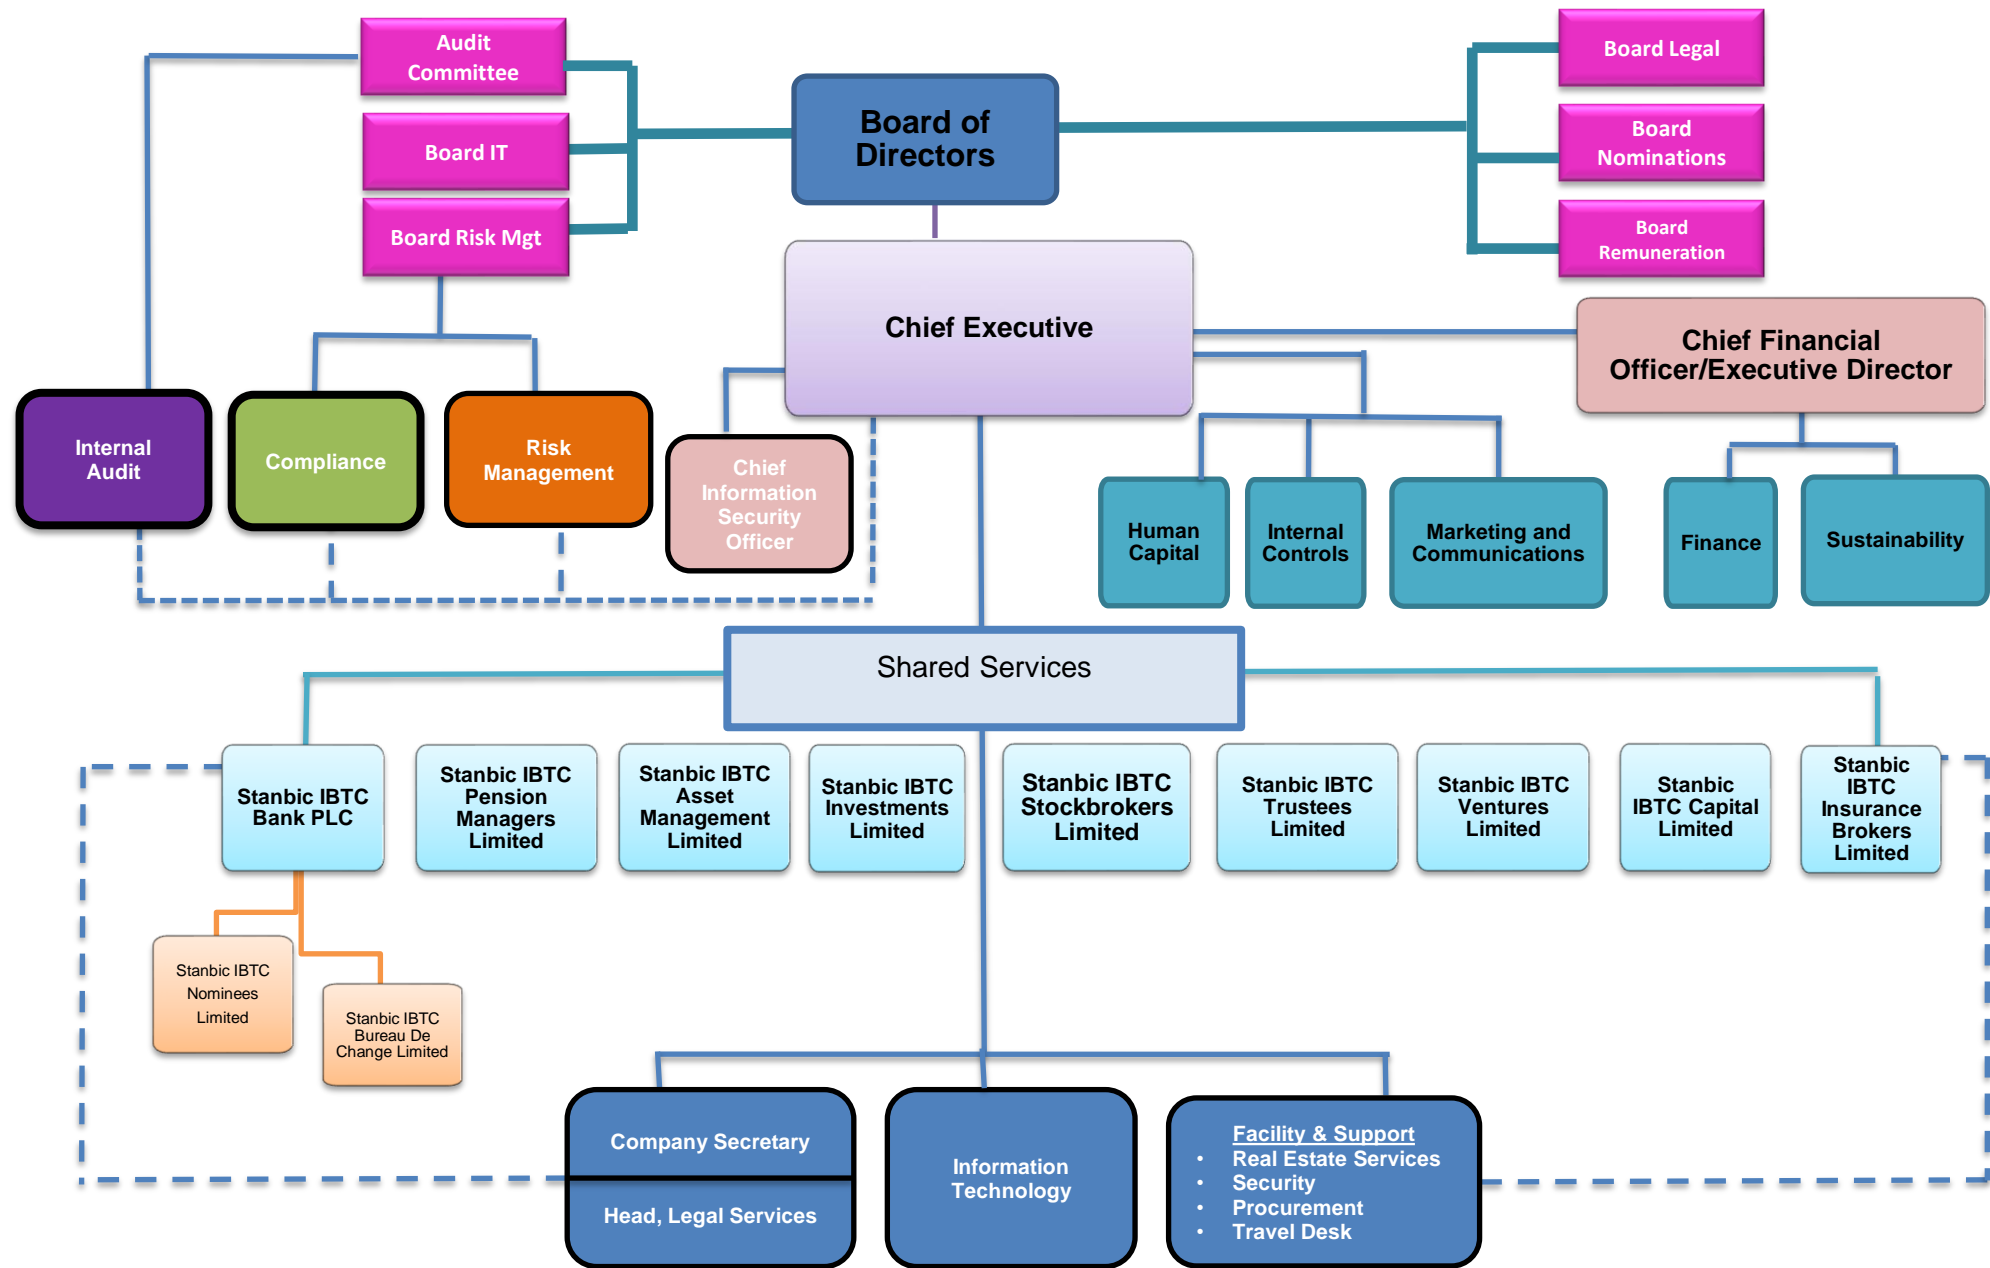 Audit
Committee
Board IT
Board Risk Mgt
Board of
Directors
Board Legal
Board
Nominations
Board
Remuneration
Chief Executive
Chief Financial
Officer/Executive Director
Internal
Audit
Compliance
Risk
Management
Chief
Information
Security
Officer
Human
Capital
Internal
Controls
Marketing and
Communications
Finance
Sustainability
Shared Services
Stanbic IBTC
Bank PLC
Stanbic IBTC
Pension
Managers
Limited
Stanbic IBTC
Asset
Management
Limited
Stanbic IBTC
Investments
Limited
Stanbic IBTC
Stockbrokers
Limited
Stanbic IBTC
Trustees
Limited
Stanbic IBTC
Ventures
Limited
Stanbic
IBTC Capital
Limited
Stanbic
IBTC
Insurance
Brokers
Limited
Stanbic IBTC
Nominees
Limited
Stanbic IBTC
Bureau De
Change Limited
Company Secretary
Head, Legal Services
Information
Technology
Facility & Support
• Real Estate Services
• Security
• Procurement
• Travel Desk